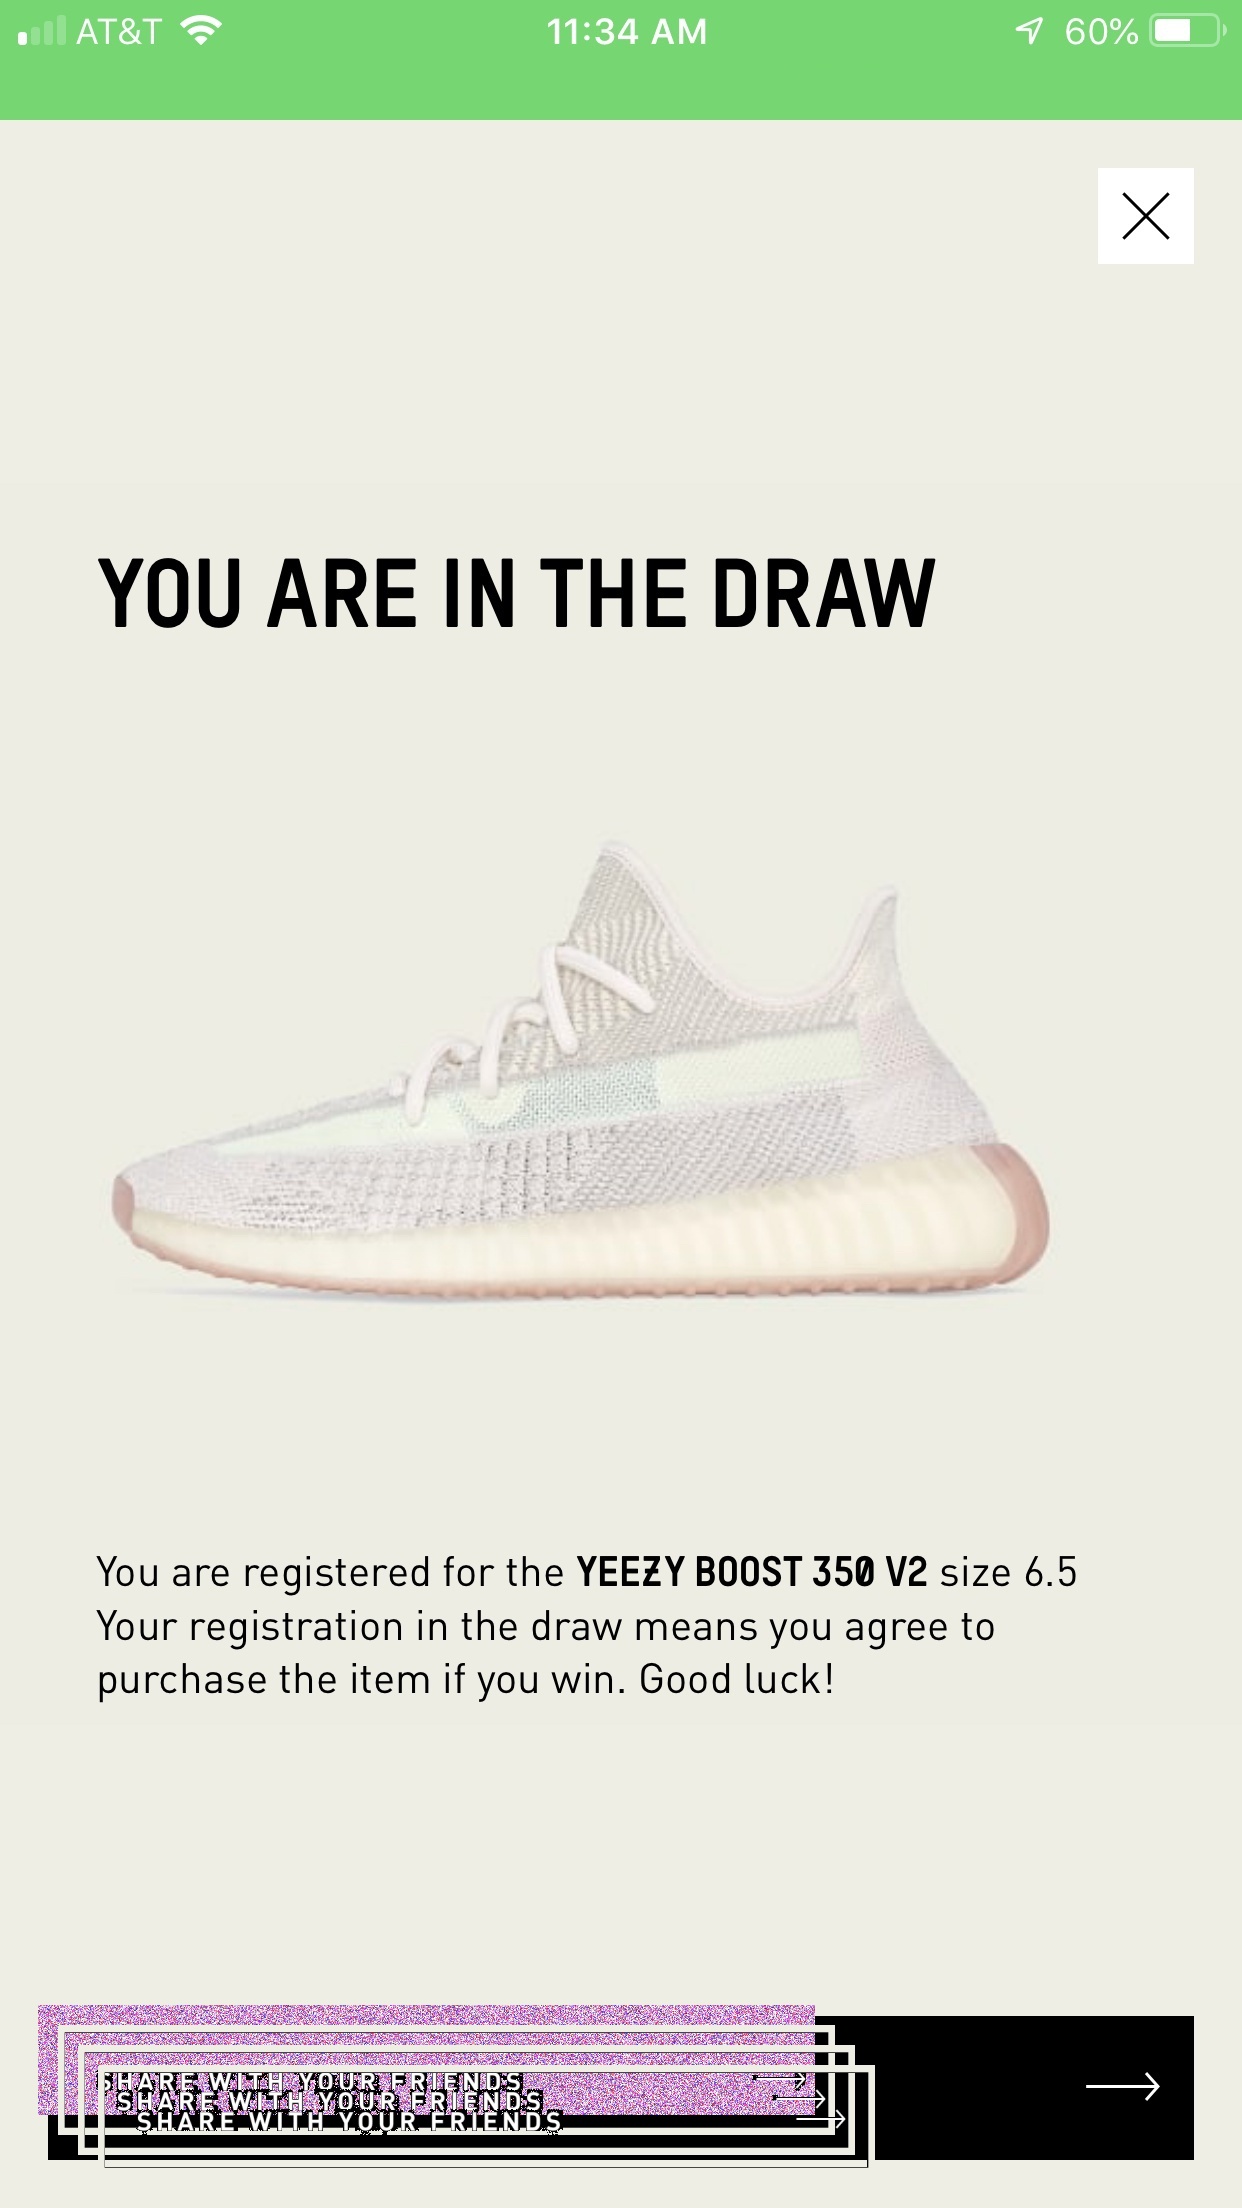 AT&T 11:34 AM 60%
YOU ARE IN THE DRAW
You are registered for the YEEZY BOOST 350 V2 size 6.5
Your registration in the draw means you agree to
purchase the item if you win. Good luck!
SHARE WITH YOUR FRIENDS
SHARE WITH YOUR FRIENDS
SHARE WITH YOUR FRIENDS